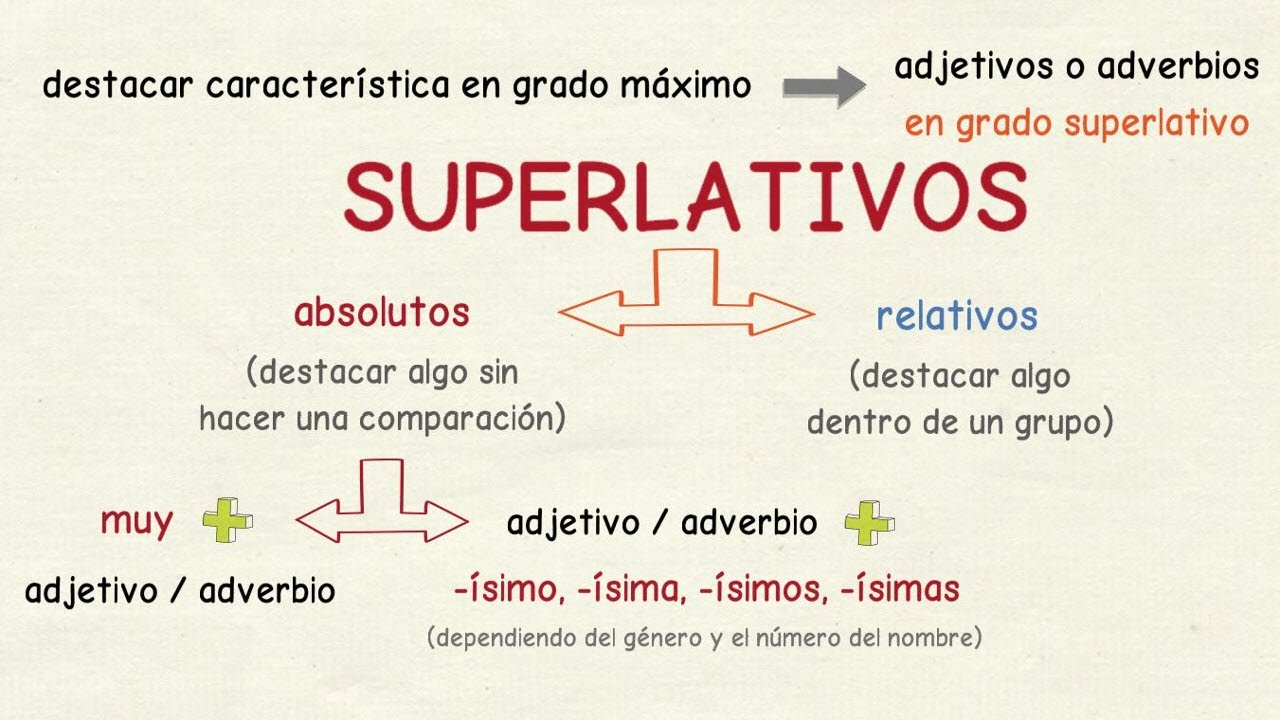 destacar característica en grado máximo
adjetivos o adverbios
en grado superlativo
SUPERLATIVOS
absolutos
(destacar algo sin
hacer una comparación)
relativos
(destacar algo
dentro de un grupo)
muy
adjetivo / adverbio
adjetivo / adverbio
-ísimo, -ísima, -ísimos, -ísimas
(dependiendo del género y el número del nombre)